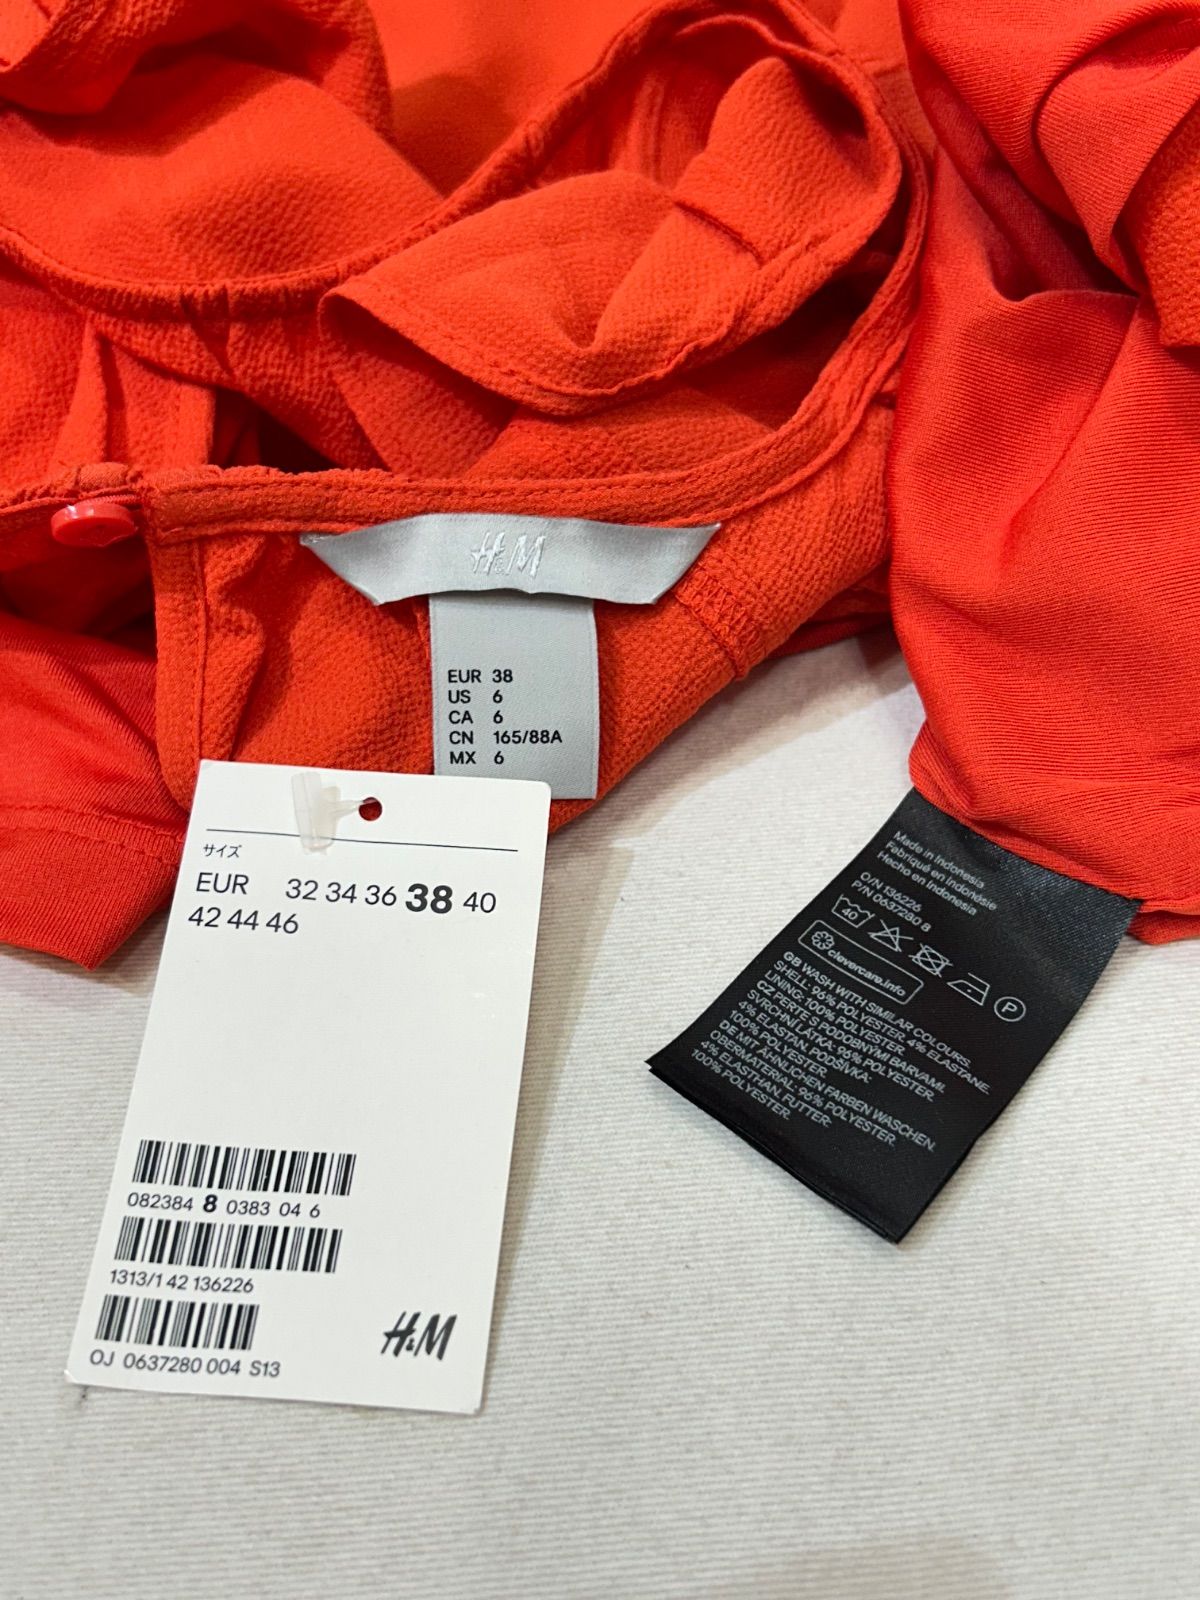 H&M
EUR 38
US 6
CA 6
CN 165/88A
MX 6
サイズ
EUR 32 34 36 38 40
42 44 46
082384 8 0383 04 6
1313/1 42 136226
OJ 0637280 004 S13
H&M
Made in Indonesia
Fabriqué en Indonésie
Hecho en Indonesia
O/N 136226
P/N 0637280 8
40
P
clevercare.info
GB WASH WITH SIMILAR COLOURS.
SHELL: 96% POLYESTER, 4% ELASTANE.
LINING: 100% POLYESTER.
CZ PERTE S PODOBNÝMI BARVAMI.
SVRCHNÍ LÁTKA: 96% POLYESTER,
4% ELASTAN. PODŠÍVKA:
100% POLYESTER.
DE MIT ÄHNLICHEN FARBEN WASCHEN.
OBERMATERIAL: 96% POLYESTER,
4% ELASTHAN. FUTTER:
100% POLYESTER.